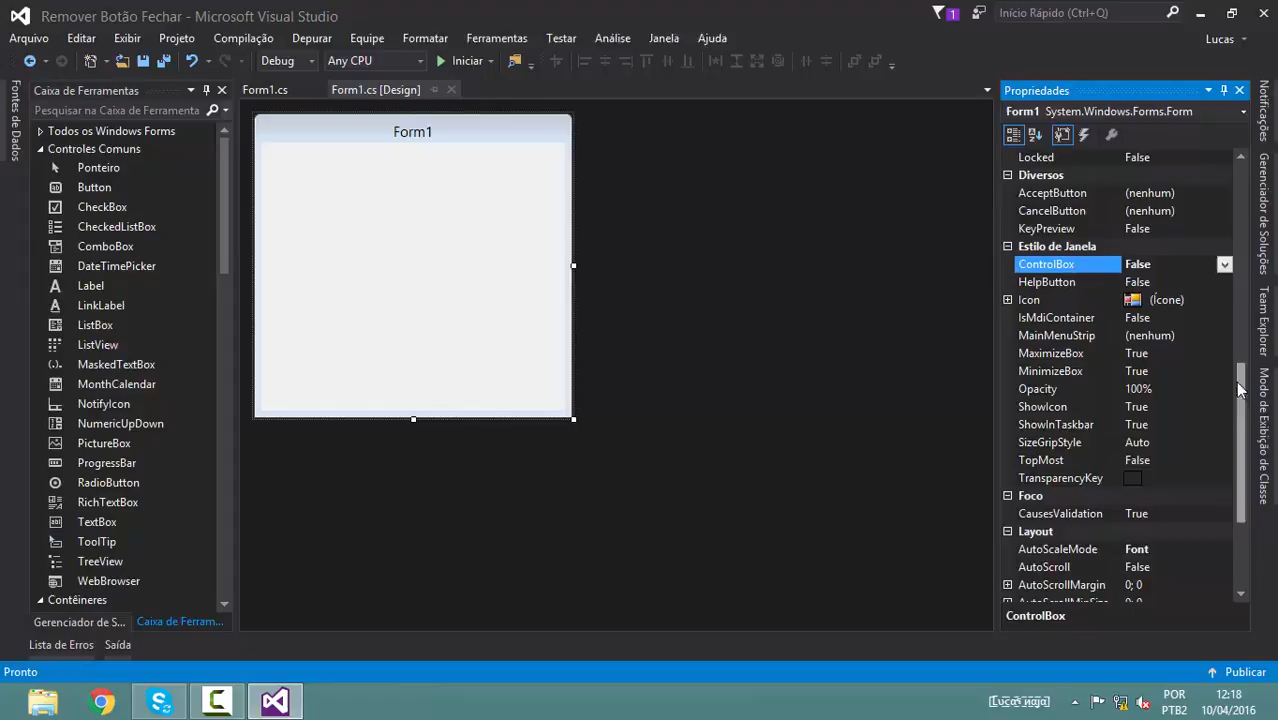 Remover Botão Fechar - Microsoft Visual Studio
1
Início Rápido (Ctrl+Q)
Arquivo Editar Exibir Projeto Compilação Depurar Equipe Formatar Ferramentas Testar Análise Janela Ajuda
Lucas
Debug Any CPU Iniciar
Fontes de Dados
Caixa de Ferramentas
Pesquisar na Caixa de Ferramenta
Todos os Windows Forms
Controles Comuns
Ponteiro
Button
CheckBox
CheckedListBox
ComboBox
DateTimePicker
Label
LinkLabel
ListBox
ListView
MaskedTextBox
MonthCalendar
NotifyIcon
NumericUpDown
PictureBox
ProgressBar
RadioButton
RichTextBox
TextBox
ToolTip
TreeView
WebBrowser
Contêineres
Gerenciador de S... Caixa de Ferram...
Lista de Erros Saída
Form1.cs Form1.cs [Design]
Form1
Propriedades
Form1 System.Windows.Forms.Form
Locked False
Diversos
AcceptButton (nenhum)
CancelButton (nenhum)
KeyPreview False
Estilo de Janela
ControlBox False
HelpButton False
Icon (Ícone)
IsMdiContainer False
MainMenuStrip (nenhum)
MaximizeBox True
MinimizeBox True
Opacity 100%
ShowIcon True
ShowInTaskbar True
SizeGripStyle Auto
TopMost False
TransparencyKey
Foco
CausesValidation True
Layout
AutoScaleMode Font
AutoScroll False
AutoScrollMargin 0; 0
AutoScrollMinSize 0; 0
ControlBox
Notificações
Gerenciador de Soluções
Team Explorer
Modo de Exibição de Classe
Pronto
Publicar
Lucas naja
POR
PTB2
12:18
10/04/2016